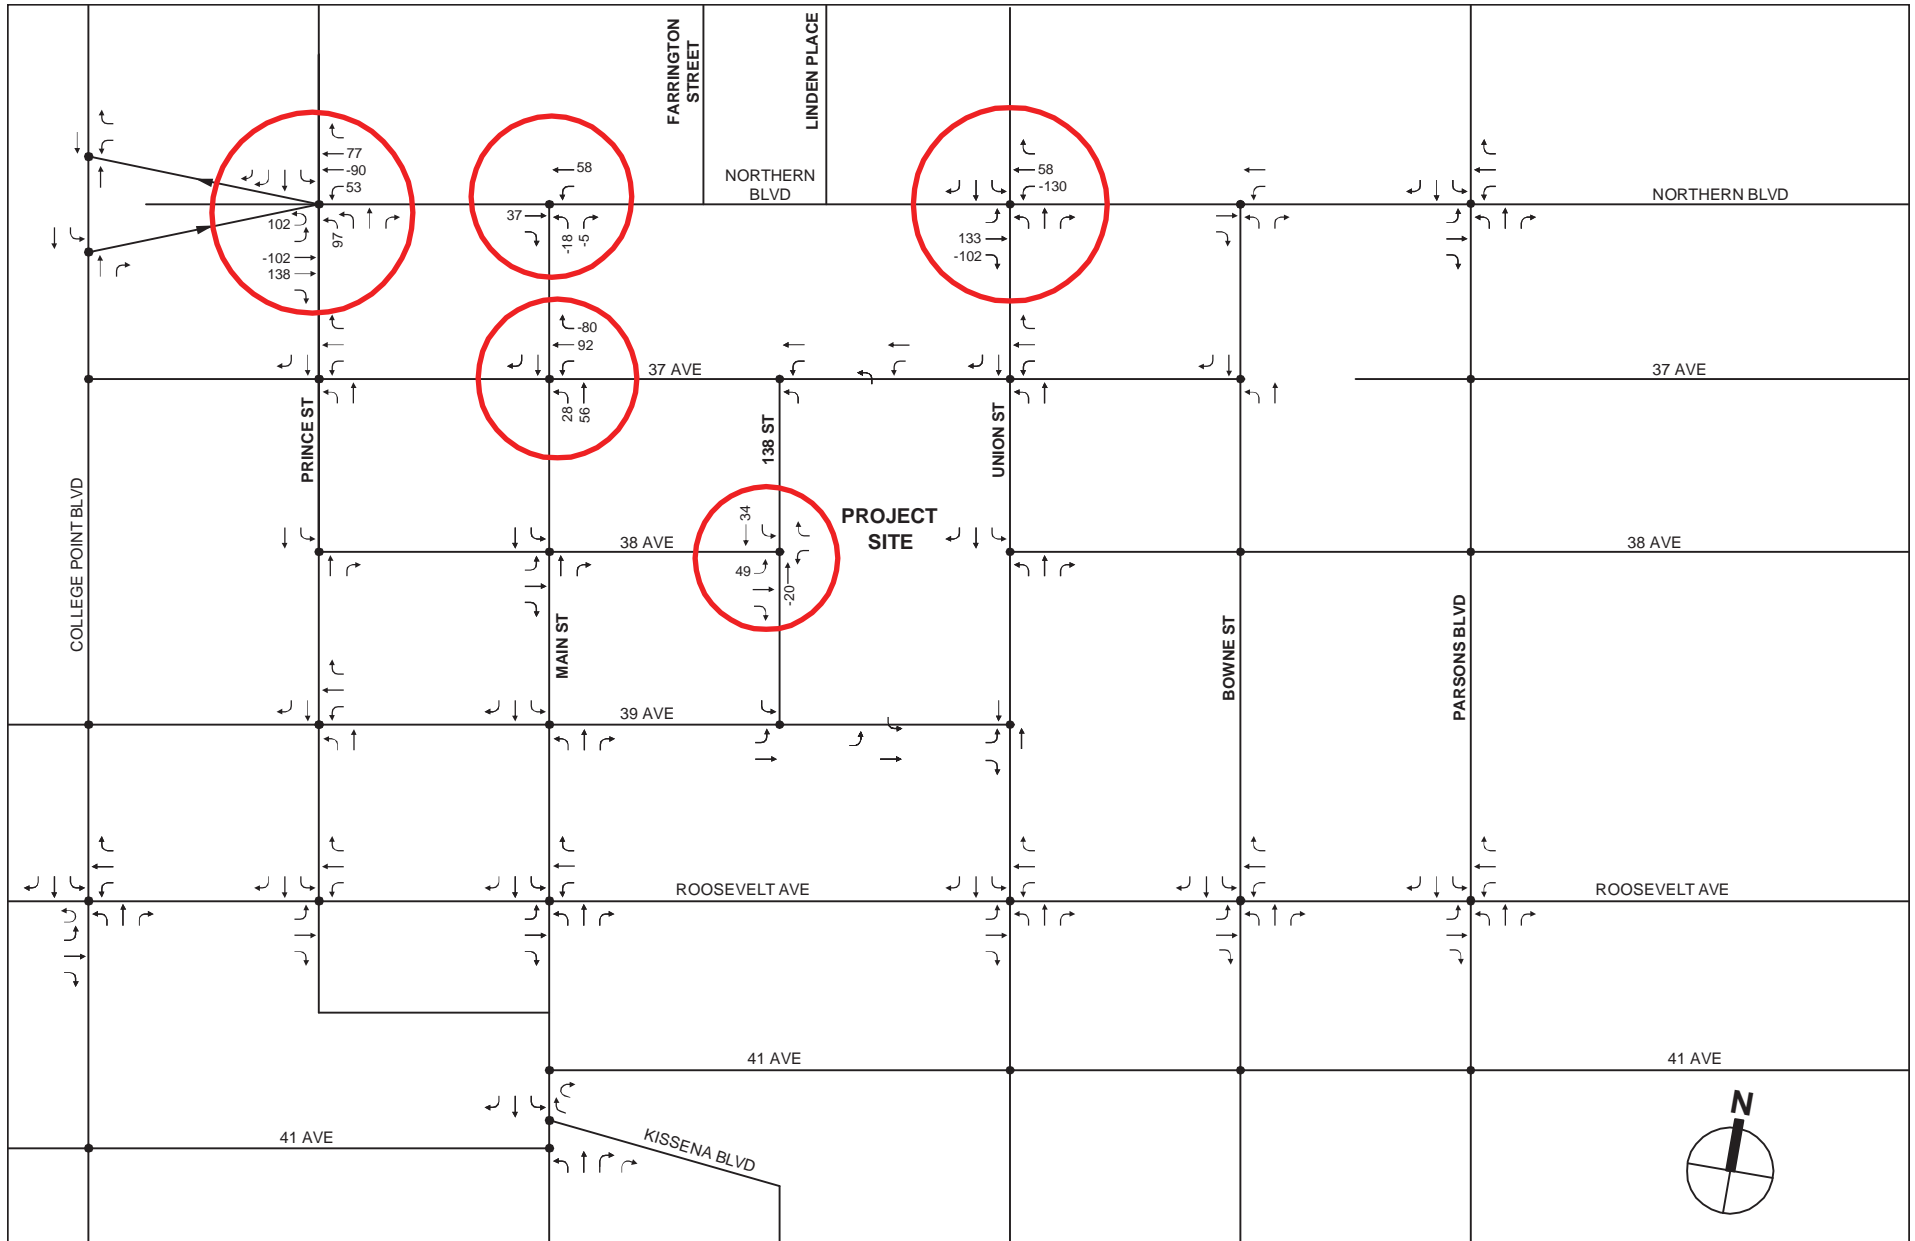 FARRINGTON
STREET
LINDEN PLACE
77
-90
53
58
58
-130
NORTHERN
BLVD
NORTHERN BLVD
102
97
37
-18
-5
133
-102
-102
138
-80
92
37 AVE
37 AVE
28
56
PRINCE ST
138 ST
UNION ST
COLLEGE POINT BLVD
34
PROJECT
SITE
38 AVE
38 AVE
49
-20
MAIN ST
BOWNE ST
PARSONS BLVD
39 AVE
ROOSEVELT AVE
ROOSEVELT AVE
41 AVE
41 AVE
N
41 AVE
KISSENA BLVD